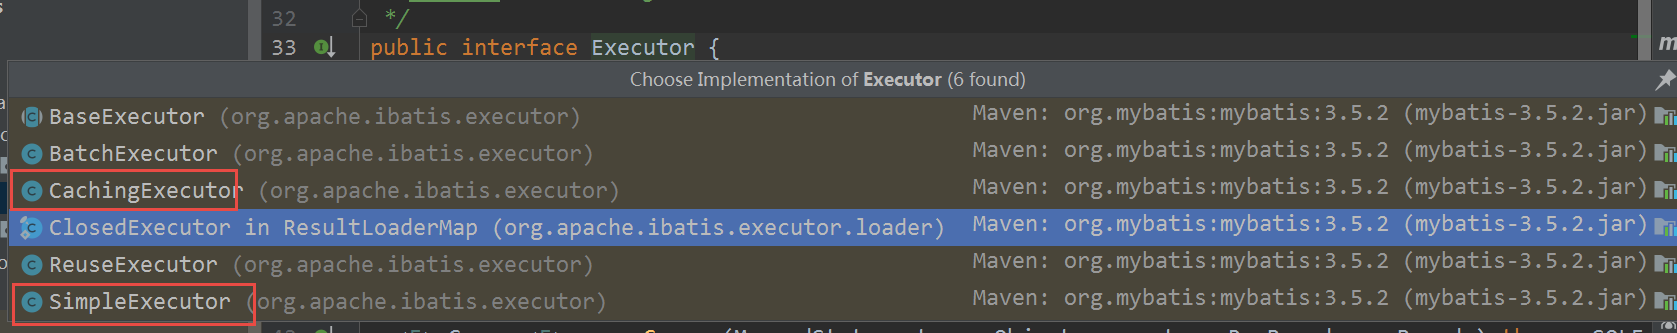 32 */
33 public interface Executor {
Choose Implementation of Executor (6 found)
BaseExecutor (org.apache.ibatis.executor) Maven: org.mybatis:mybatis:3.5.2 (mybatis-3.5.2.jar)
BatchExecutor (org.apache.ibatis.executor) Maven: org.mybatis:mybatis:3.5.2 (mybatis-3.5.2.jar)
CachingExecutor (org.apache.ibatis.executor) Maven: org.mybatis:mybatis:3.5.2 (mybatis-3.5.2.jar)
ClosedExecutor in ResultLoaderMap (org.apache.ibatis.executor.loader) Maven: org.mybatis:mybatis:3.5.2 (mybatis-3.5.2.jar)
ReuseExecutor (org.apache.ibatis.executor) Maven: org.mybatis:mybatis:3.5.2 (mybatis-3.5.2.jar)
SimpleExecutor (org.apache.ibatis.executor) Maven: org.mybatis:mybatis:3.5.2 (mybatis-3.5.2.jar)